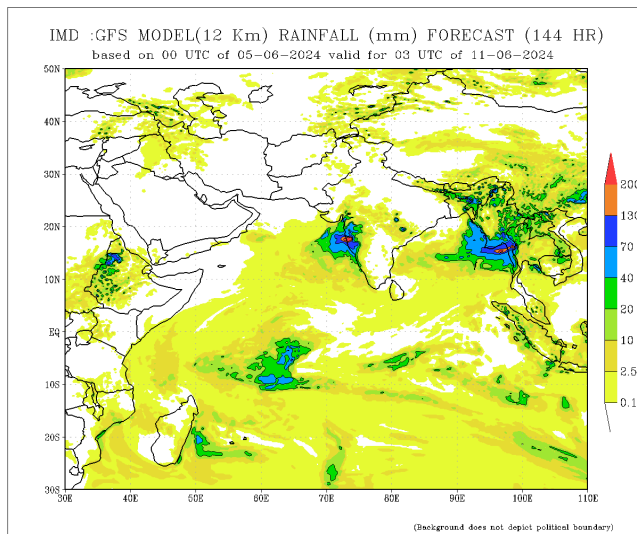 IMD :GFS MODEL(12 Km) RAINFALL (mm) FORECAST (144 HR)
based on 00 UTC of 05-06-2024 valid for 03 UTC of 11-06-2024
50N
40N
30N
20N
10N
EQ
10S
20S
30S
30E 40E 50E 60E 70E 80E 90E 100E 110E
200
130
70
40
20
10
2.5
0.1
(Background does not depict political boundary)